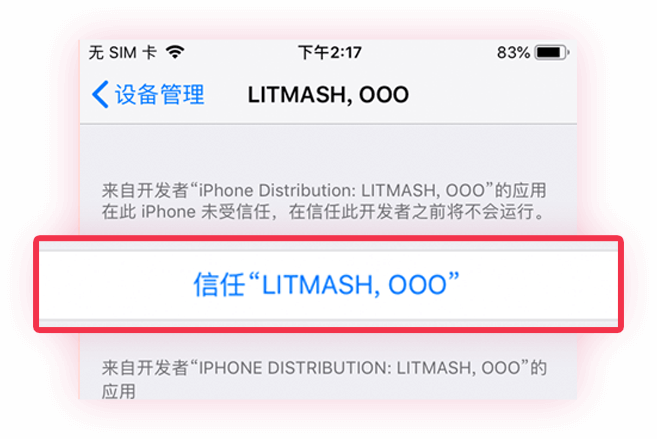 无 SIM 卡 下午2:17 83%
设备管理 LITMASH, OOO
来自开发者“iPhone Distribution: LITMASH, OOO”的应用
在此 iPhone 未受信任，在信任此开发者之前将不会运行。
信任“LITMASH, OOO”
来自开发者“IPHONE DISTRIBUTION: LITMASH, OOO”的
应用